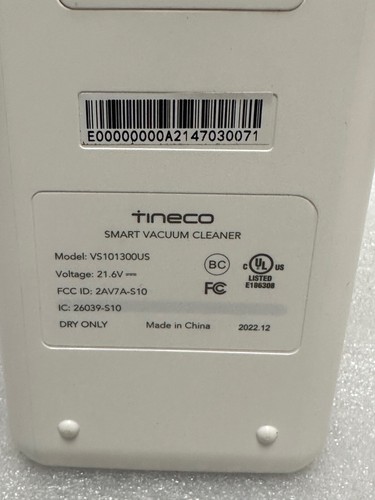 E00000000A2147030071
Tineco
SMART VACUUM CLEANER
Model: VS101300US
Voltage: 21.6V ⎓
FCC ID: 2AV7A-S10
IC: 26039-S10
BC
FC
c UL US
LISTED
E196308
DRY ONLY Made in China 2022.12